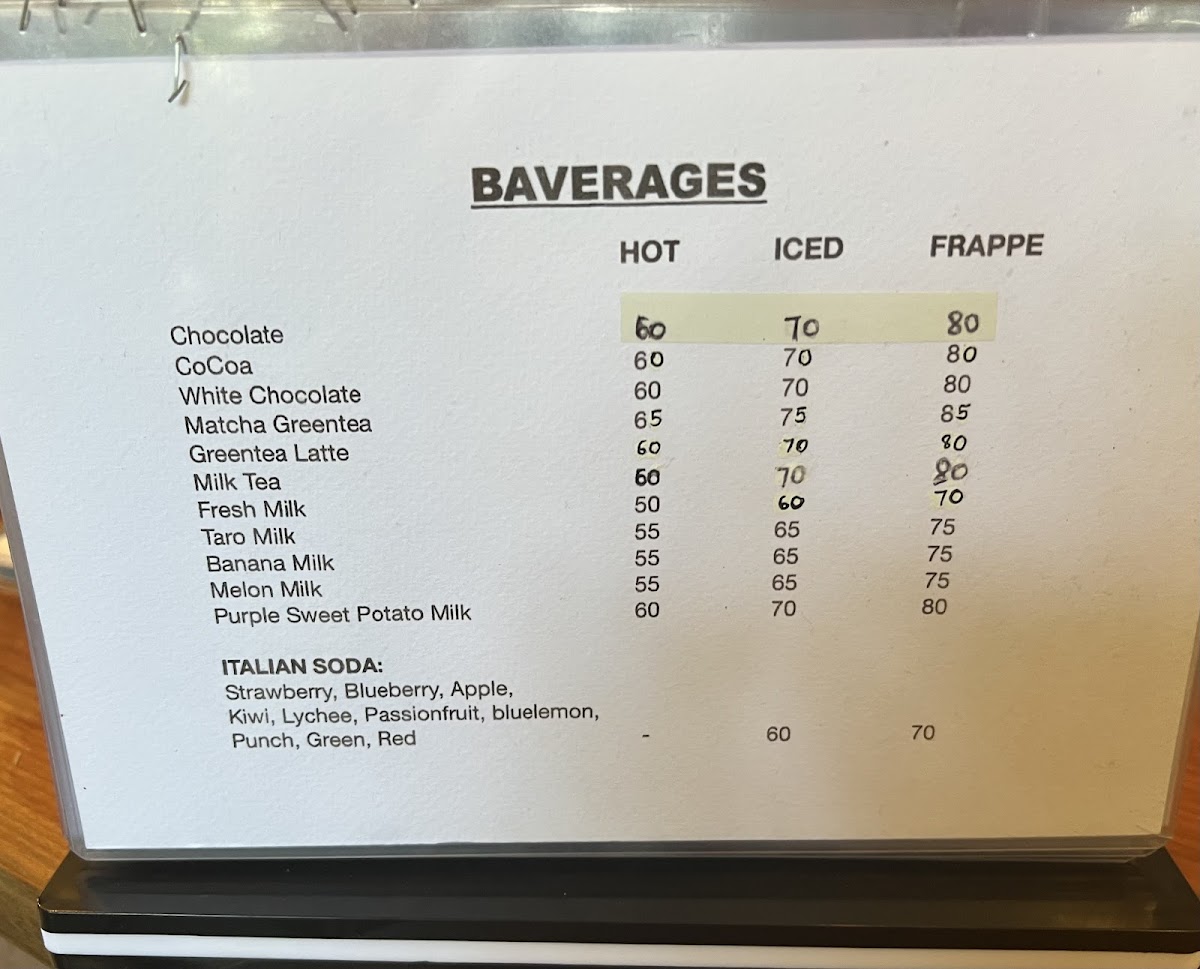 BAVERAGES
HOT ICED FRAPPE
Chocolate 60 70 80
CoCoa 60 70 80
White Chocolate 60 70 80
Matcha Greentea 65 75 85
Greentea Latte 60 70 80
Milk Tea 60 70 80
Fresh Milk 50 60 70
Taro Milk 55 65 75
Banana Milk 55 65 75
Melon Milk 55 65 75
Purple Sweet Potato Milk 60 70 80
ITALIAN SODA:
Strawberry, Blueberry, Apple,
Kiwi, Lychee, Passionfruit, bluelemon,
Punch, Green, Red - 60 70